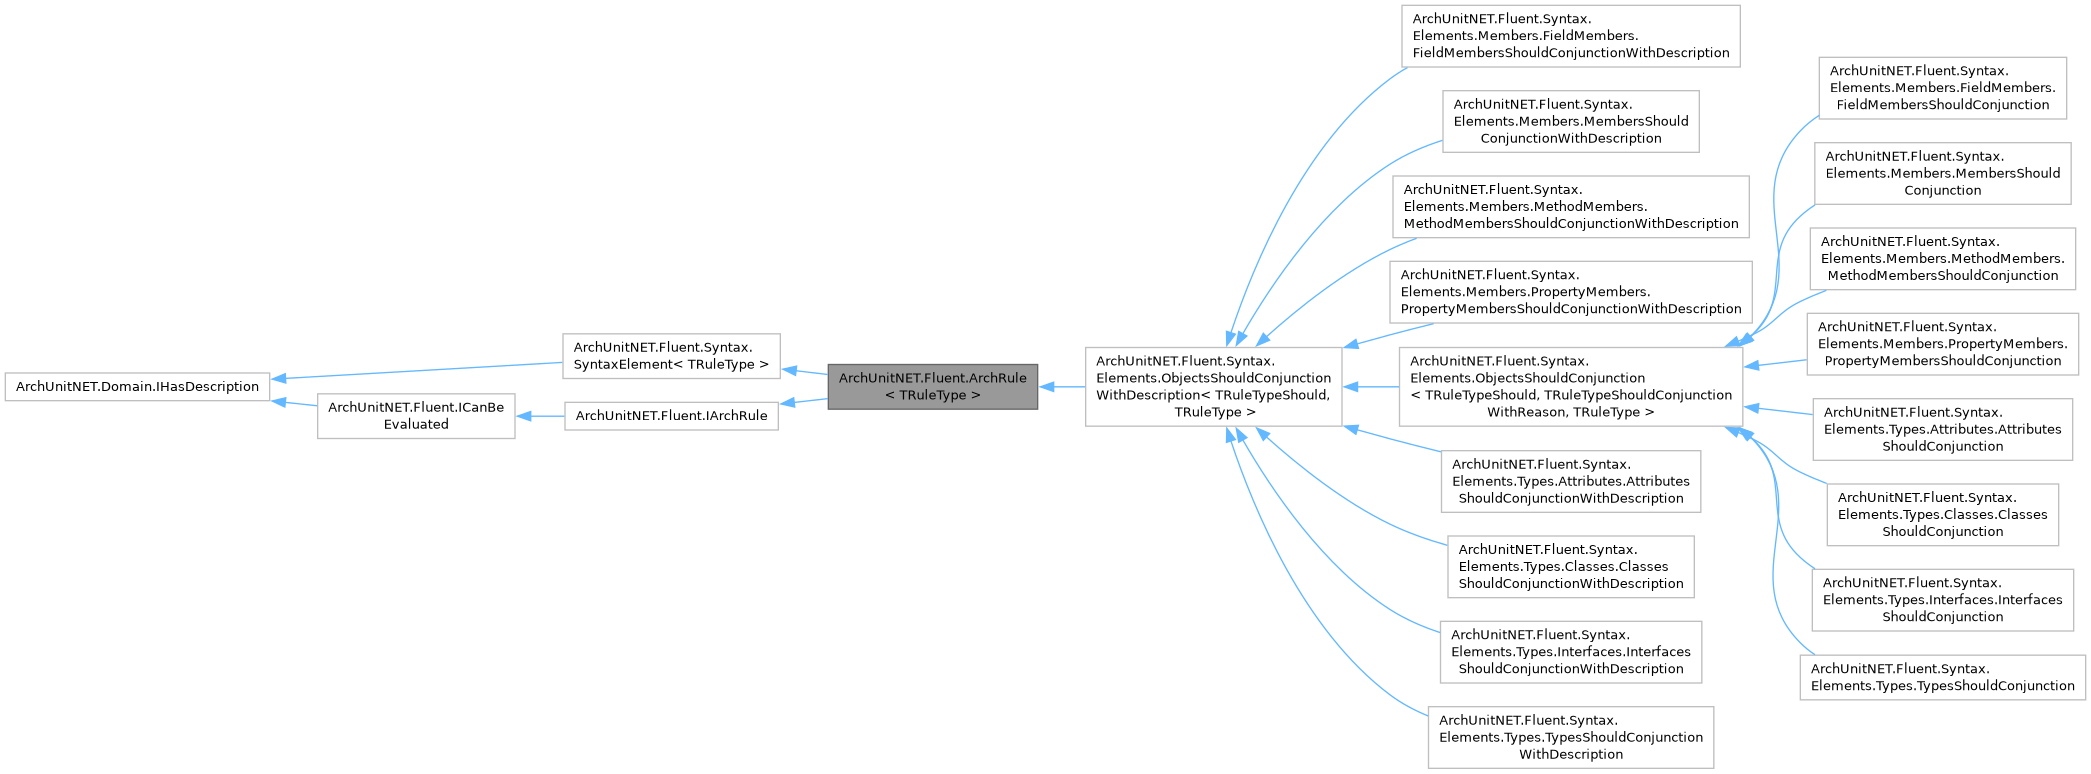 ArchUnitNET.Domain.IHasDescription
ArchUnitNET.Fluent.Syntax.
SyntaxElement< TRuleType >
ArchUnitNET.Fluent.ICanBe
Evaluated
ArchUnitNET.Fluent.IArchRule
ArchUnitNET.Fluent.ArchRule
< TRuleType >
ArchUnitNET.Fluent.Syntax.
Elements.ObjectsShouldConjunction
WithDescription< TRuleTypeShould,
TRuleType >
ArchUnitNET.Fluent.Syntax.
Elements.Members.FieldMembers.
FieldMembersShouldConjunctionWithDescription
ArchUnitNET.Fluent.Syntax.
Elements.Members.MembersShould
ConjunctionWithDescription
ArchUnitNET.Fluent.Syntax.
Elements.Members.MethodMembers.
MethodMembersShouldConjunctionWithDescription
ArchUnitNET.Fluent.Syntax.
Elements.Members.PropertyMembers.
PropertyMembersShouldConjunctionWithDescription
ArchUnitNET.Fluent.Syntax.
Elements.ObjectsShouldConjunction
< TRuleTypeShould, TRuleTypeShouldConjunction
WithReason, TRuleType >
ArchUnitNET.Fluent.Syntax.
Elements.Types.Attributes.Attributes
ShouldConjunctionWithDescription
ArchUnitNET.Fluent.Syntax.
Elements.Types.Classes.Classes
ShouldConjunctionWithDescription
ArchUnitNET.Fluent.Syntax.
Elements.Types.Interfaces.Interfaces
ShouldConjunctionWithDescription
ArchUnitNET.Fluent.Syntax.
Elements.Types.TypesShouldConjunction
WithDescription
ArchUnitNET.Fluent.Syntax.
Elements.Members.FieldMembers.
FieldMembersShouldConjunction
ArchUnitNET.Fluent.Syntax.
Elements.Members.MembersShould
Conjunction
ArchUnitNET.Fluent.Syntax.
Elements.Members.MethodMembers.
MethodMembersShouldConjunction
ArchUnitNET.Fluent.Syntax.
Elements.Members.PropertyMembers.
PropertyMembersShouldConjunction
ArchUnitNET.Fluent.Syntax.
Elements.Types.Attributes.Attributes
ShouldConjunction
ArchUnitNET.Fluent.Syntax.
Elements.Types.Classes.Classes
ShouldConjunction
ArchUnitNET.Fluent.Syntax.
Elements.Types.Interfaces.Interfaces
ShouldConjunction
ArchUnitNET.Fluent.Syntax.
Elements.Types.TypesShouldConjunction